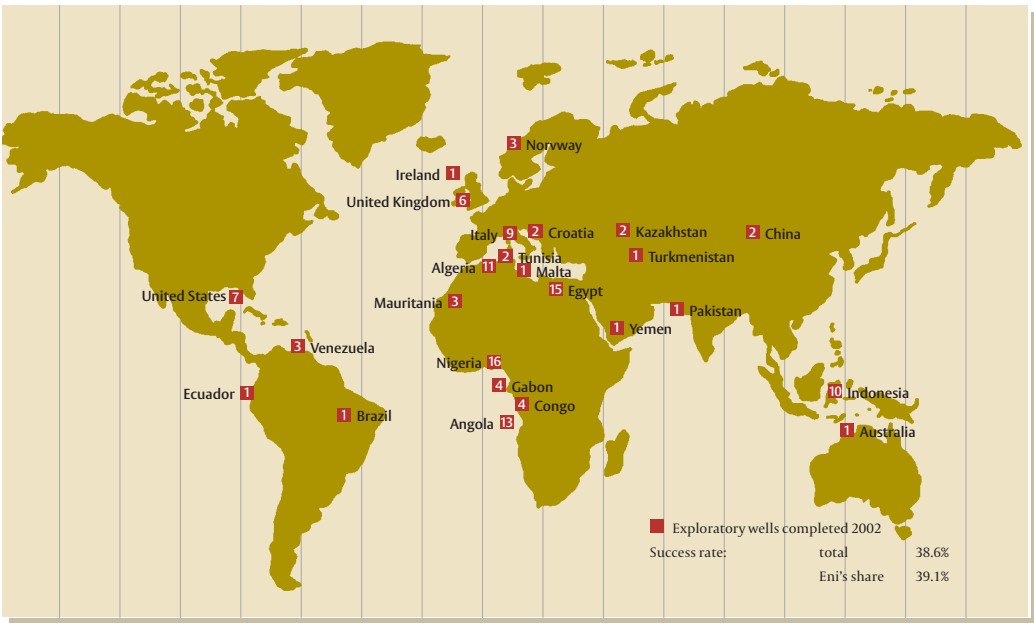 3 Norvway
Ireland 1
United Kingdom 6
Italy 9
2 Croatia
2 Kazakhstan
2 China
2 Tunisia
1 Turkmenistan
Algeria 11
1 Malta
15 Egypt
United States 7
Mauritania 3
1 Pakistan
1 Yemen
3 Venezuela
Nigeria 16
4 Gabon
Ecuador 1
10 Indonesia
4 Congo
1 Brazil
Angola 13
1 Australia
Exploratory wells completed 2002
Success rate: total 38.6%
Eni's share 39.1%